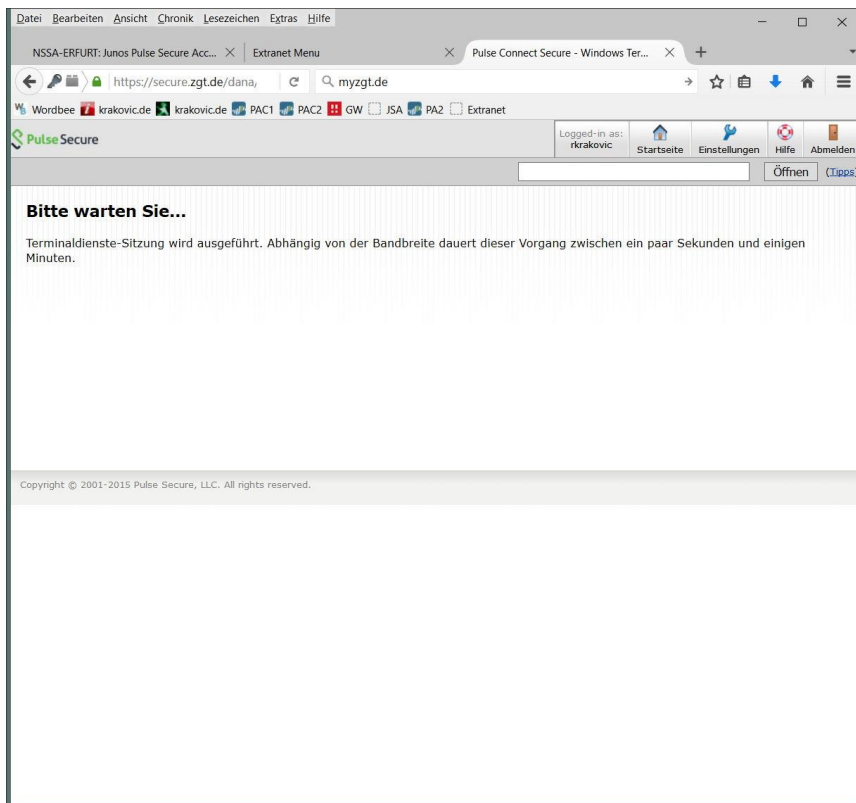 Datei Bearbeiten Ansicht Chronik Lesezeichen Extras Hilfe
NSSA-ERFURT: Junos Pulse Secure Acc... Extranet Menu Pulse Connect Secure - Windows Ter...
https://secure.zgt.de/dana/ myzgt.de
Wordbee krakovic.de krakovic.de PAC1 PAC2 GW JSA PA2 Extranet
Pulse Secure
Logged-in as:
rkrakovic
Startseite Einstellungen Hilfe Abmelden
Öffnen (Tipps)
Bitte warten Sie...
Terminaldienste-Sitzung wird ausgeführt. Abhängig von der Bandbreite dauert dieser Vorgang zwischen ein paar Sekunden und einigen
Minuten.
Copyright © 2001-2015 Pulse Secure, LLC. All rights reserved.